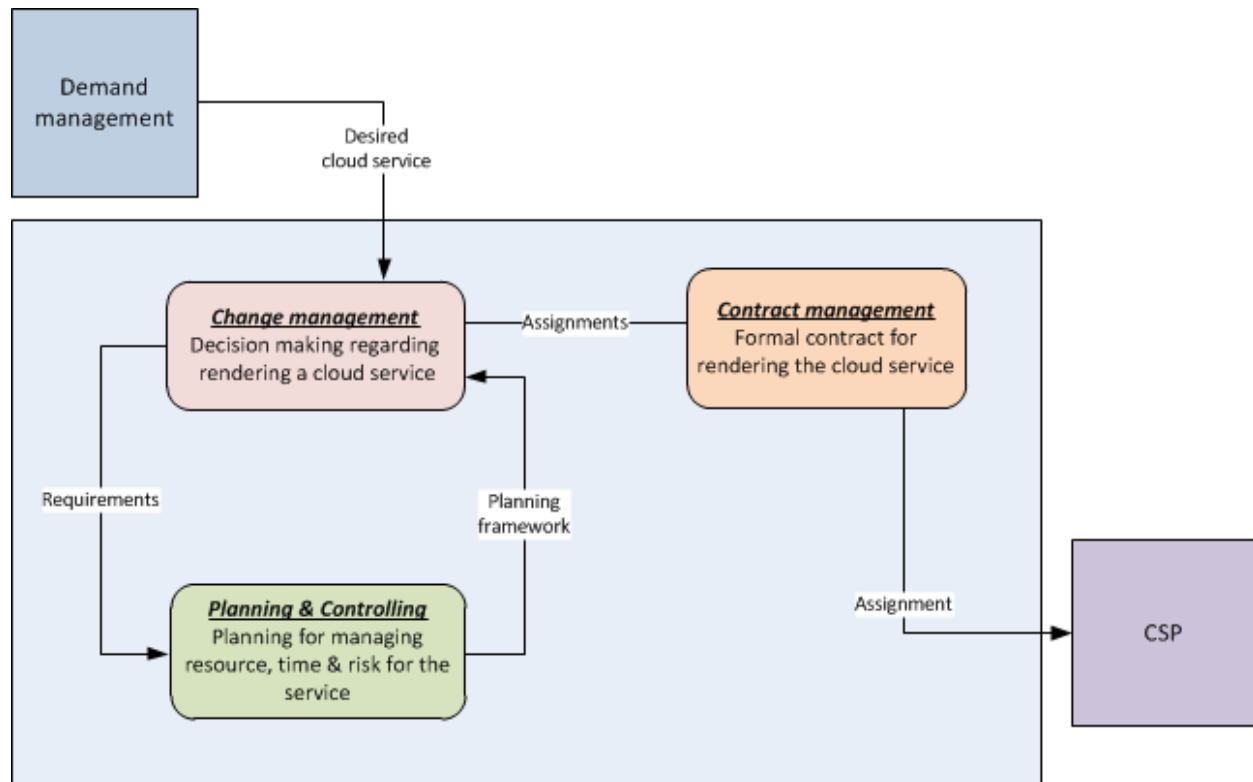 Demand
management
Desired
cloud service
Change management
Decision making regarding
rendering a cloud service
Assignments
Contract management
Formal contract for
rendering the cloud service
Requirements
Planning
framework
Planning & Controlling
Planning for managing
resource, time & risk for the
service
Assignment
CSP